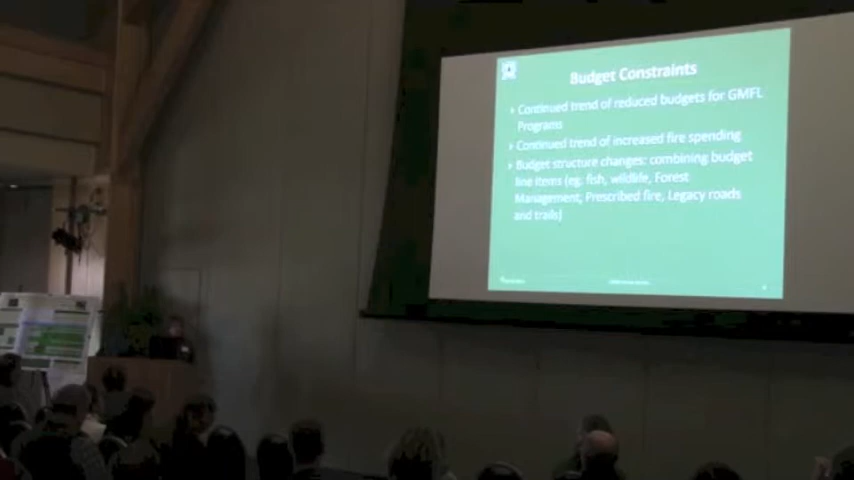 Budget Constraints
Continued trend of reduced budgets for GMFL
Programs
Continued trend of increased fire spending
Budget structure changes: combining budget
line items (eg. fish, wildlife, Forest
Management, Prescribed fire, Legacy roads
and trails)